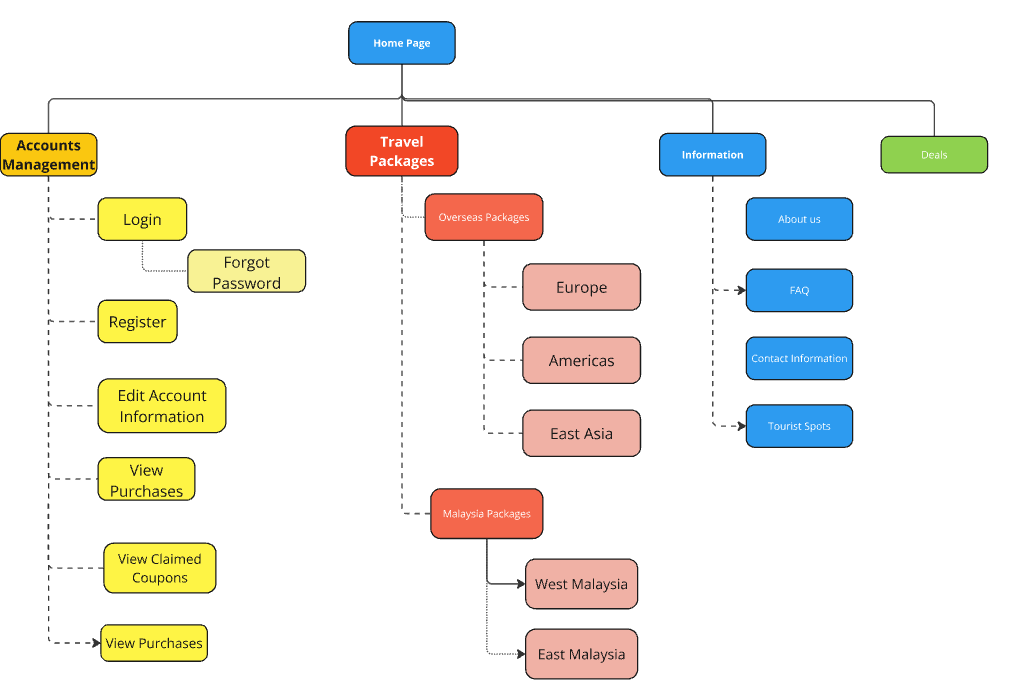 Home Page
Accounts
Management
Travel
Packages
Information
Deals
Login
Forgot
Password
Register
Edit Account
Information
View
Purchases
View Claimed
Coupons
View Purchases
Overseas Packages
Europe
Americas
East Asia
Malaysia Packages
West Malaysia
East Malaysia
About us
FAQ
Contact Information
Tourist Spots